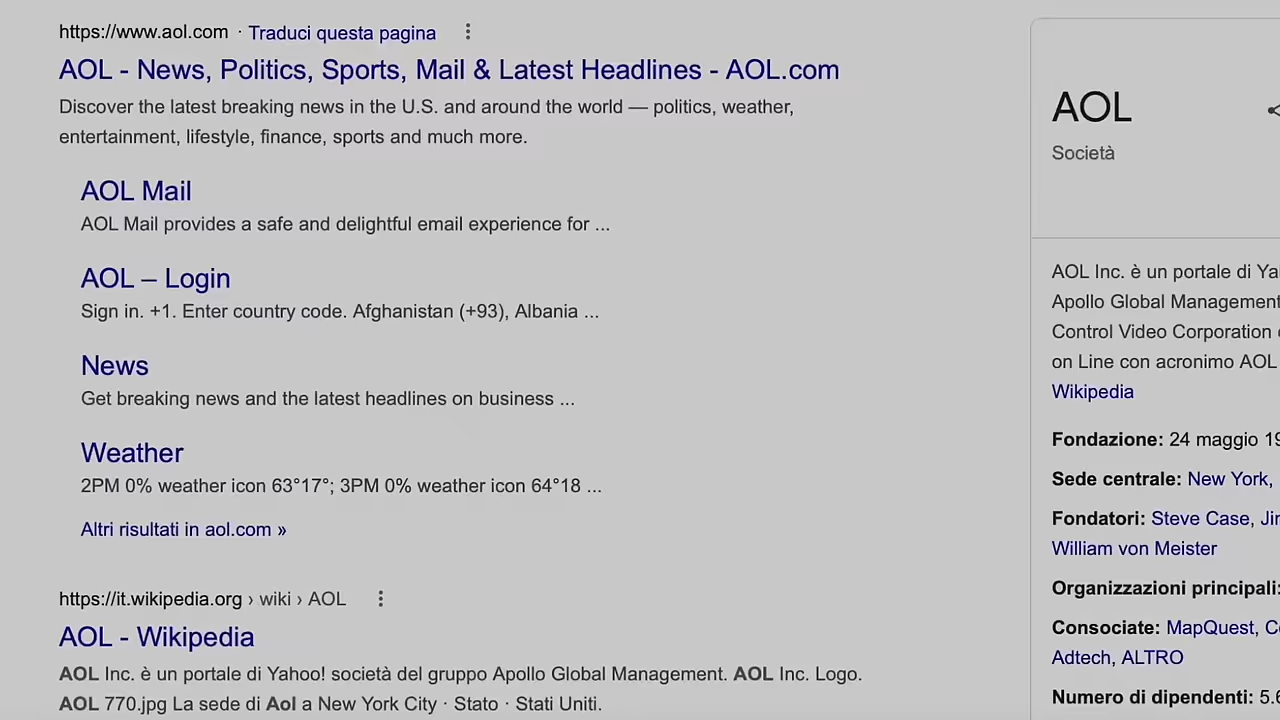 https://www.aol.com · Traduci questa pagina
AOL - News, Politics, Sports, Mail & Latest Headlines - AOL.com
Discover the latest breaking news in the U.S. and around the world — politics, weather,
entertainment, lifestyle, finance, sports and much more.
AOL Mail
AOL Mail provides a safe and delightful email experience for ...
AOL – Login
Sign in. +1. Enter country code. Afghanistan (+93), Albania ...
News
Get breaking news and the latest headlines on business ...
Weather
2PM 0% weather icon 63°17°; 3PM 0% weather icon 64°18 ...
Altri risultati in aol.com »
https://it.wikipedia.org › wiki › AOL
AOL - Wikipedia
AOL Inc. è un portale di Yahoo! società del gruppo Apollo Global Management. AOL Inc. Logo.
AOL 770.jpg La sede di Aol a New York City · Stato · Stati Uniti.
AOL
Società
AOL Inc. è un portale di
Apollo Global Management
Control Video Corporation
on Line con acronimo AOL
Wikipedia
Fondazione: 24 maggio
Sede centrale: New York,
Fondatori: Steve Case,
William von Meister
Organizzazioni principali:
Consociate: MapQuest,
Adtech, ALTRO
Numero di dipendenti: